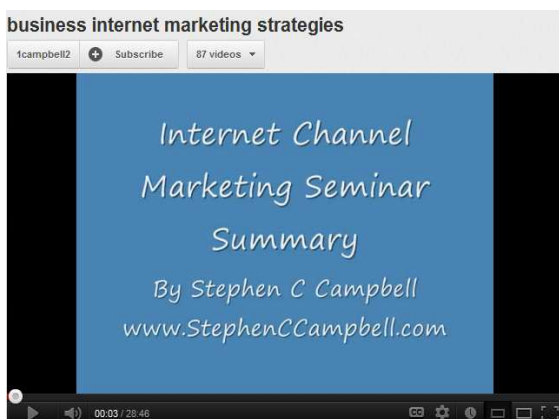 business internet marketing strategies
1campbell2 Subscribe 87 videos
Internet Channel
Marketing Seminar
Summary
By Stephen C Campbell
www.StephenCCampbell.com
00:03 / 28:46 CC